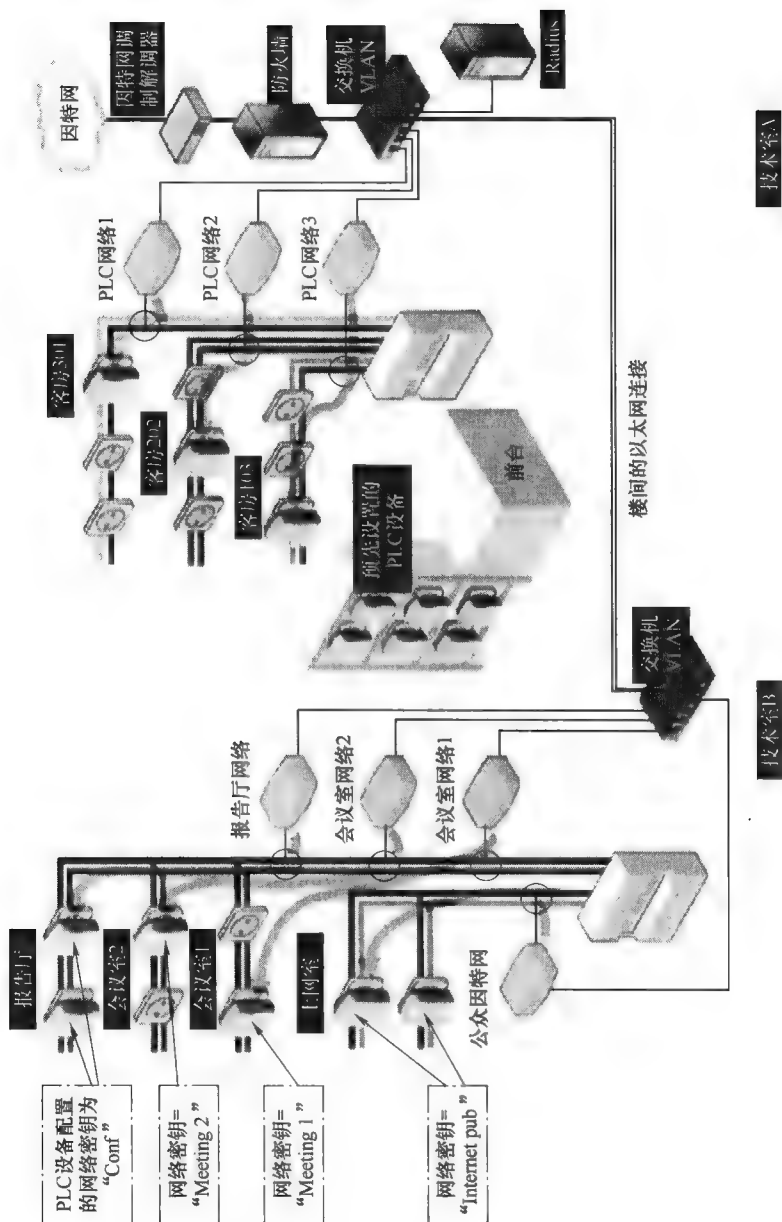 PLC设备配置
的网络密钥为
“Conf”
网络密钥=
“Meeting 2”
网络密钥=
“Meeting 1”
网络密钥=
“Internet pub”
报告厅
会议室2
会议室1
上网室
公众因特网
报告厅网络
会议室网络2
会议室网络1
交换机
VLAN
技术室B
预先设置的
PLC设备
前台
楼间的以太网连接
客房301
客房202
客房103
PLC网络1
PLC网络2
PLC网络3
因特网
因特网调
制解调器
防火墙
交换机
VLAN
Radius
技术室A